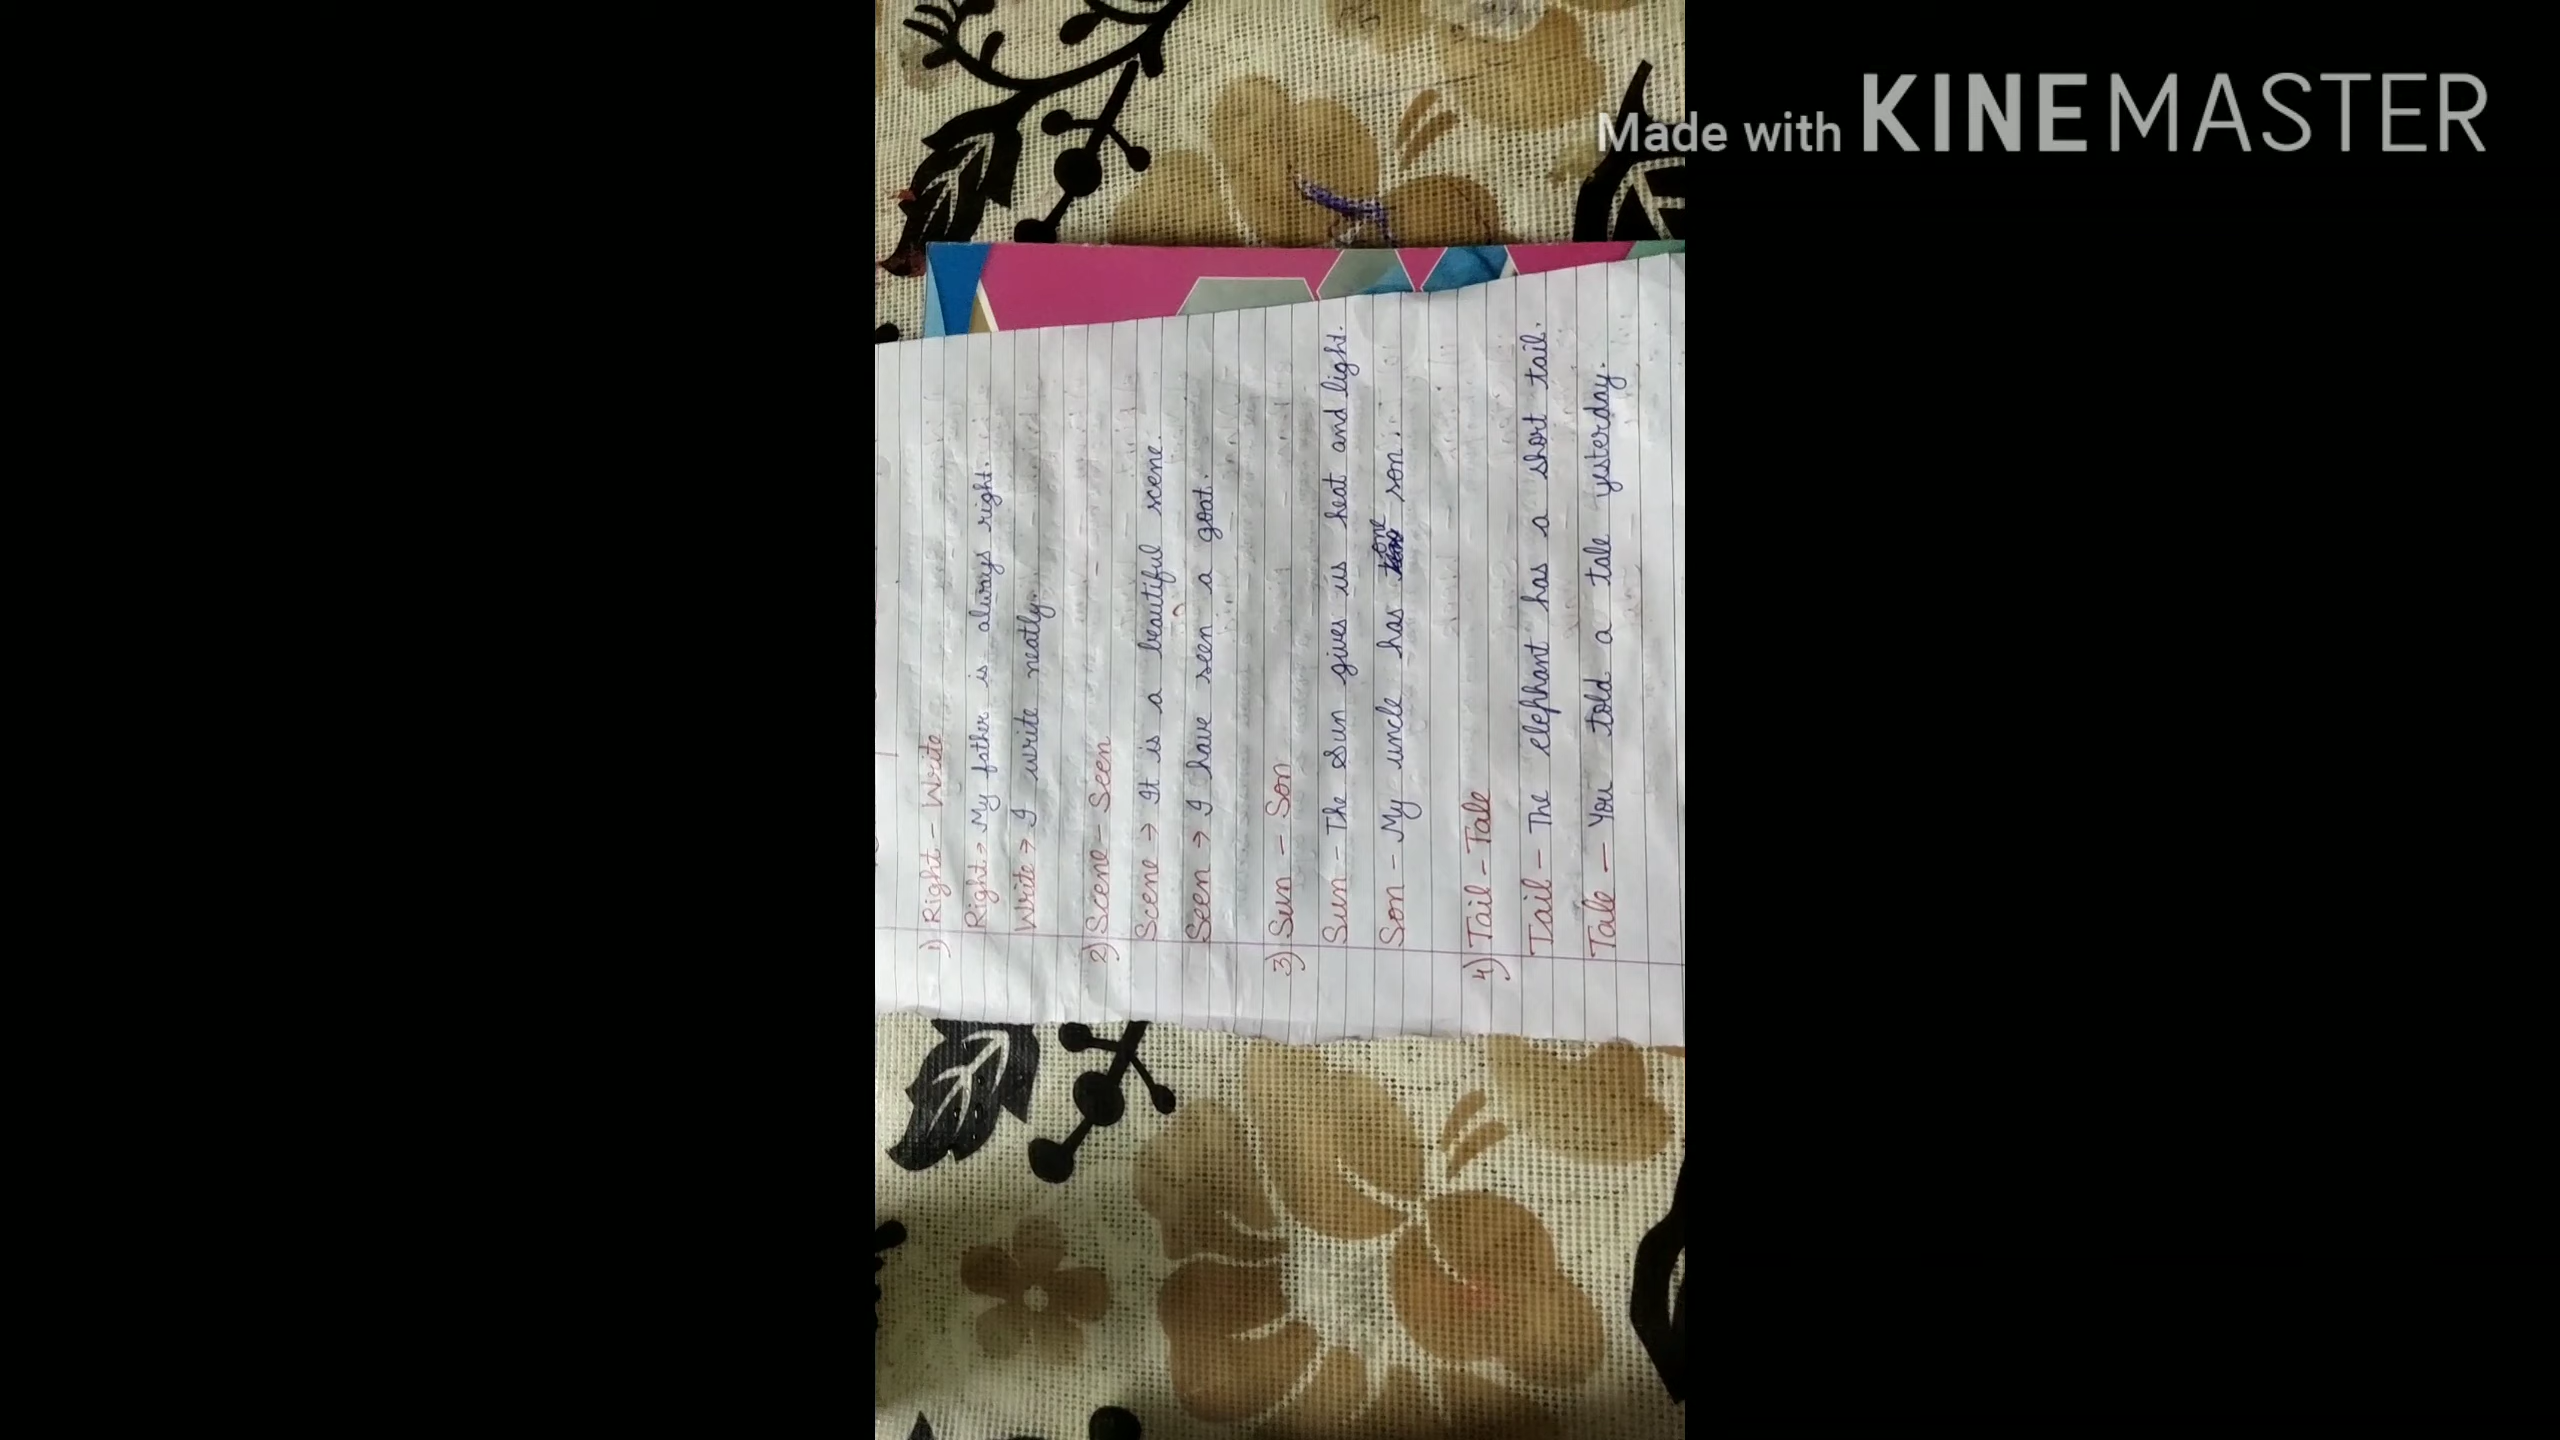 Made with KINEMASTER
1) Right - Write
Right → My father is always right.
Write → I write neatly.
2) Scene - Seen
Scene → It is a beautiful scene.
Seen → I have seen a goat.
3) Sun - Son
Sun - The Sun gives us heat and light.
Son - My uncle has one son.
4) Tail - Tale
Tail - The elephant has a short tail.
Tale - You told a tale yesterday.